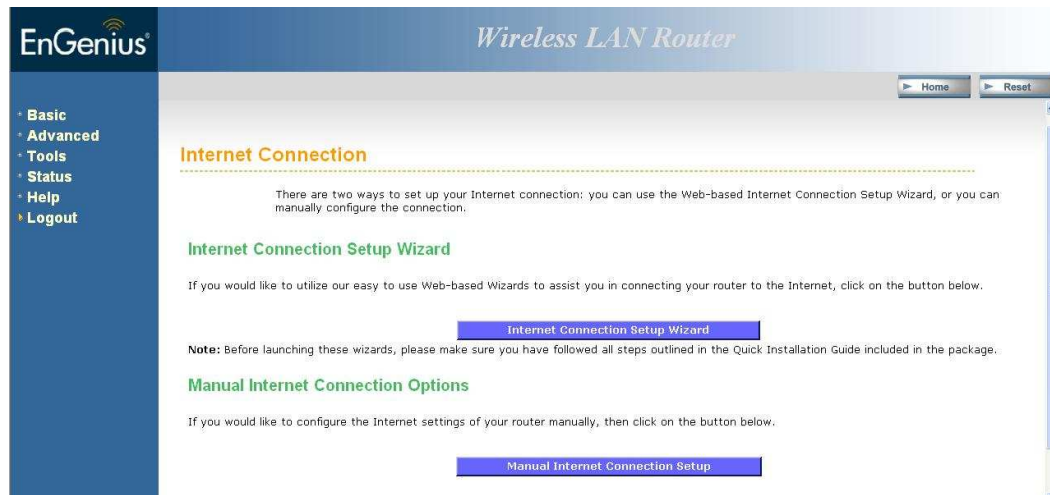 EnGenius®
Wireless LAN Router
Home
Reset
Basic
Advanced
Tools
Status
Help
Logout
Internet Connection
There are two ways to set up your Internet connection: you can use the Web-based Internet Connection Setup Wizard, or you can
manually configure the connection.
Internet Connection Setup Wizard
If you would like to utilize our easy to use Web-based Wizards to assist you in connecting your router to the Internet, click on the button below.
Internet Connection Setup Wizard
Note: Before launching these wizards, please make sure you have followed all steps outlined in the Quick Installation Guide included in the package.
Manual Internet Connection Options
If you would like to configure the Internet settings of your router manually, then click on the button below.
Manual Internet Connection Setup